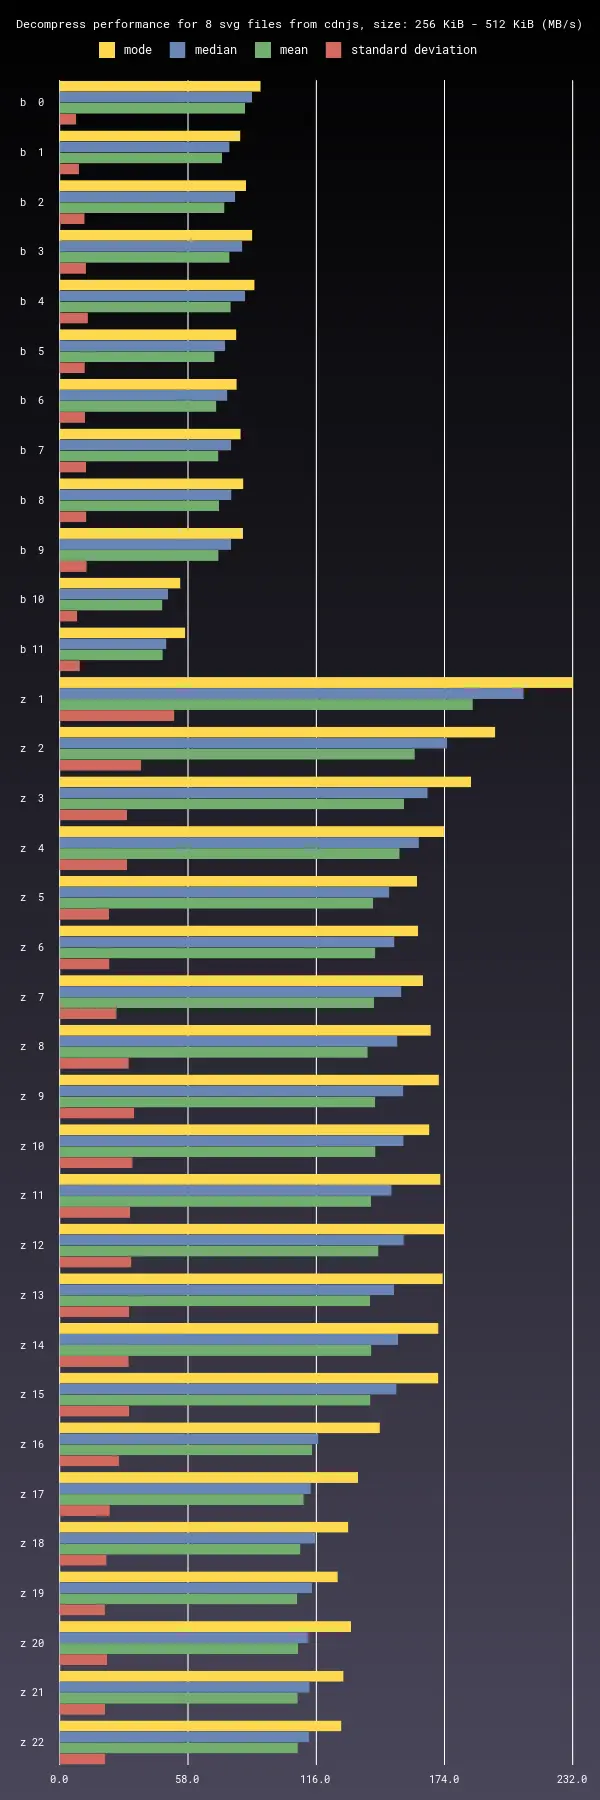 Decompress performance for 8 svg files from cdnjs, size: 256 KiB - 512 KiB (MB/s)
mode median mean standard deviation
b 0
b 1
b 2
b 3
b 4
b 5
b 6
b 7
b 8
b 9
b 10
b 11
z 1
z 2
z 3
z 4
z 5
z 6
z 7
z 8
z 9
z 10
z 11
z 12
z 13
z 14
z 15
z 16
z 17
z 18
z 19
z 20
z 21
z 22
0.0 58.0 116.0 174.0 232.0